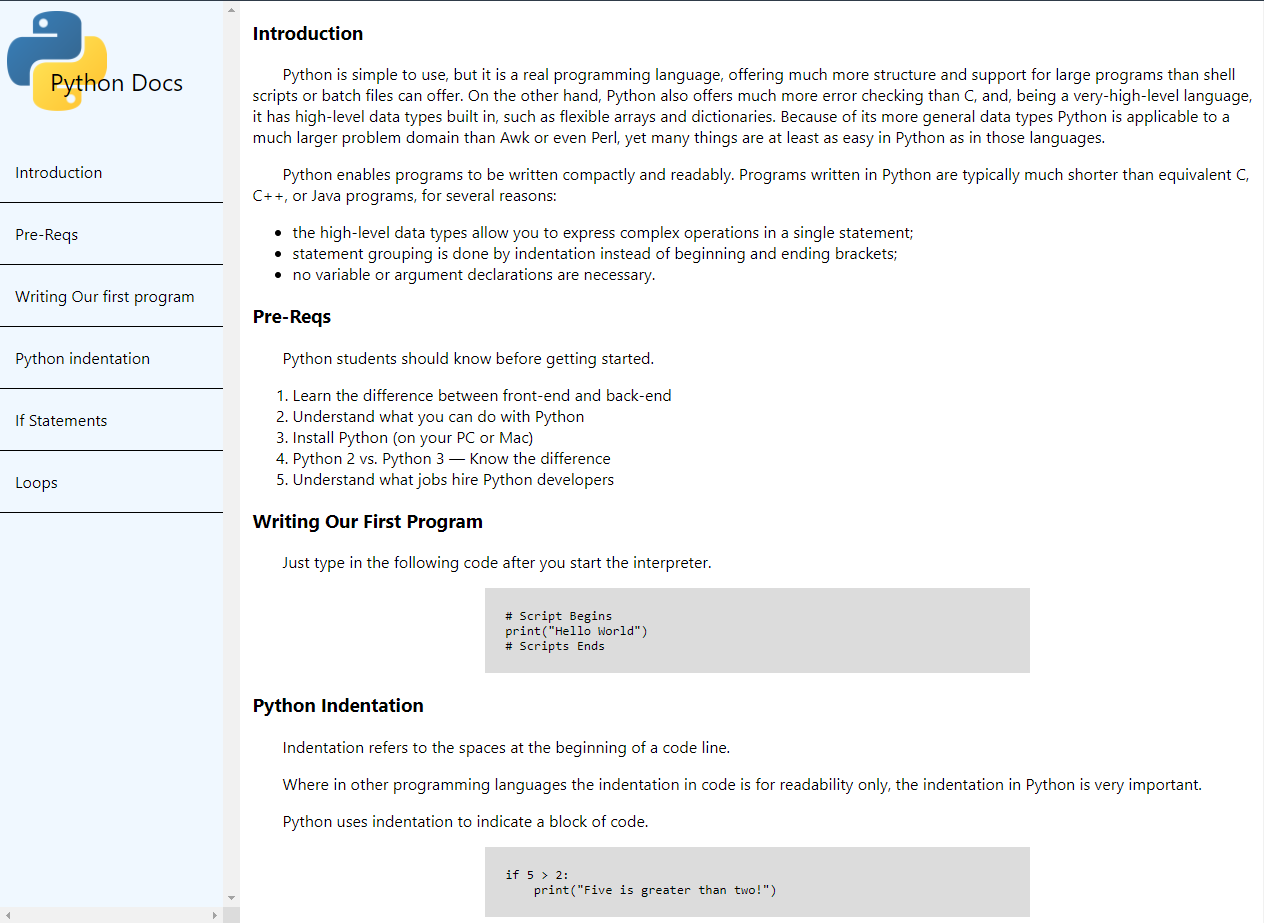 Python Docs
Introduction
Pre-Reqs
Writing Our first program
Python indentation
If Statements
Loops
Introduction
Python is simple to use, but it is a real programming language, offering much more structure and support for large programs than shell
scripts or batch files can offer. On the other hand, Python also offers much more error checking than C, and, being a very-high-level language,
it has high-level data types built in, such as flexible arrays and dictionaries. Because of its more general data types Python is applicable to a
much larger problem domain than Awk or even Perl, yet many things are at least as easy in Python as in those languages.
Python enables programs to be written compactly and readably. Programs written in Python are typically much shorter than equivalent C,
C++, or Java programs, for several reasons:
• the high-level data types allow you to express complex operations in a single statement;
• statement grouping is done by indentation instead of beginning and ending brackets;
• no variable or argument declarations are necessary.
Pre-Reqs
Python students should know before getting started.
1. Learn the difference between front-end and back-end
2. Understand what you can do with Python
3. Install Python (on your PC or Mac)
4. Python 2 vs. Python 3 — Know the difference
5. Understand what jobs hire Python developers
Writing Our First Program
Just type in the following code after you start the interpreter.
# Script Begins
print("Hello World")
# Scripts Ends
Python Indentation
Indentation refers to the spaces at the beginning of a code line.
Where in other programming languages the indentation in code is for readability only, the indentation in Python is very important.
Python uses indentation to indicate a block of code.
if 5 > 2:
    print("Five is greater than two!")